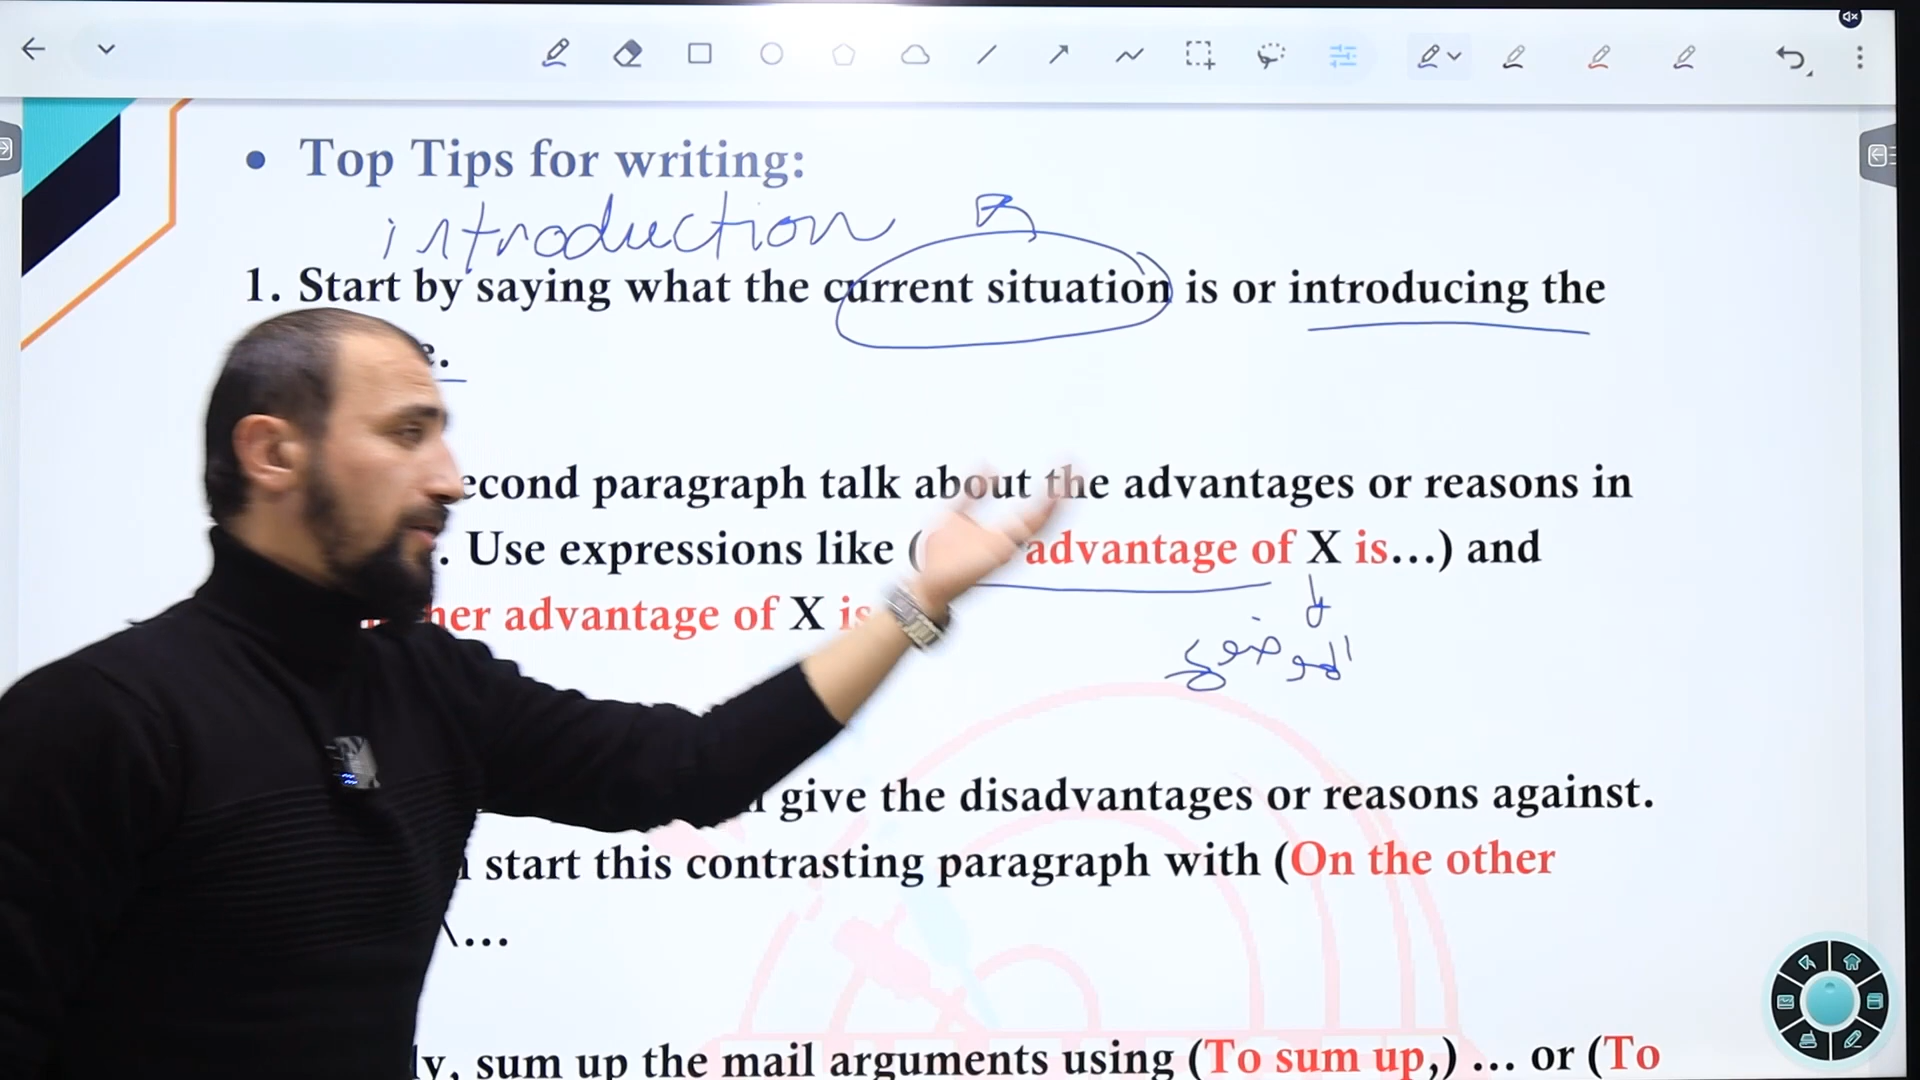 • Top Tips for writing:
introduction
1. Start by saying what the current situation is or introducing the
e.
econd paragraph talk about the advantages or reasons in
. Use expressions like ( advantage of X is...) and
her advantage of X is
الموضوع
give the disadvantages or reasons against.
start this contrasting paragraph with (On the other
\...
ly, sum up the mail arguments using (To sum up,) ... or (To